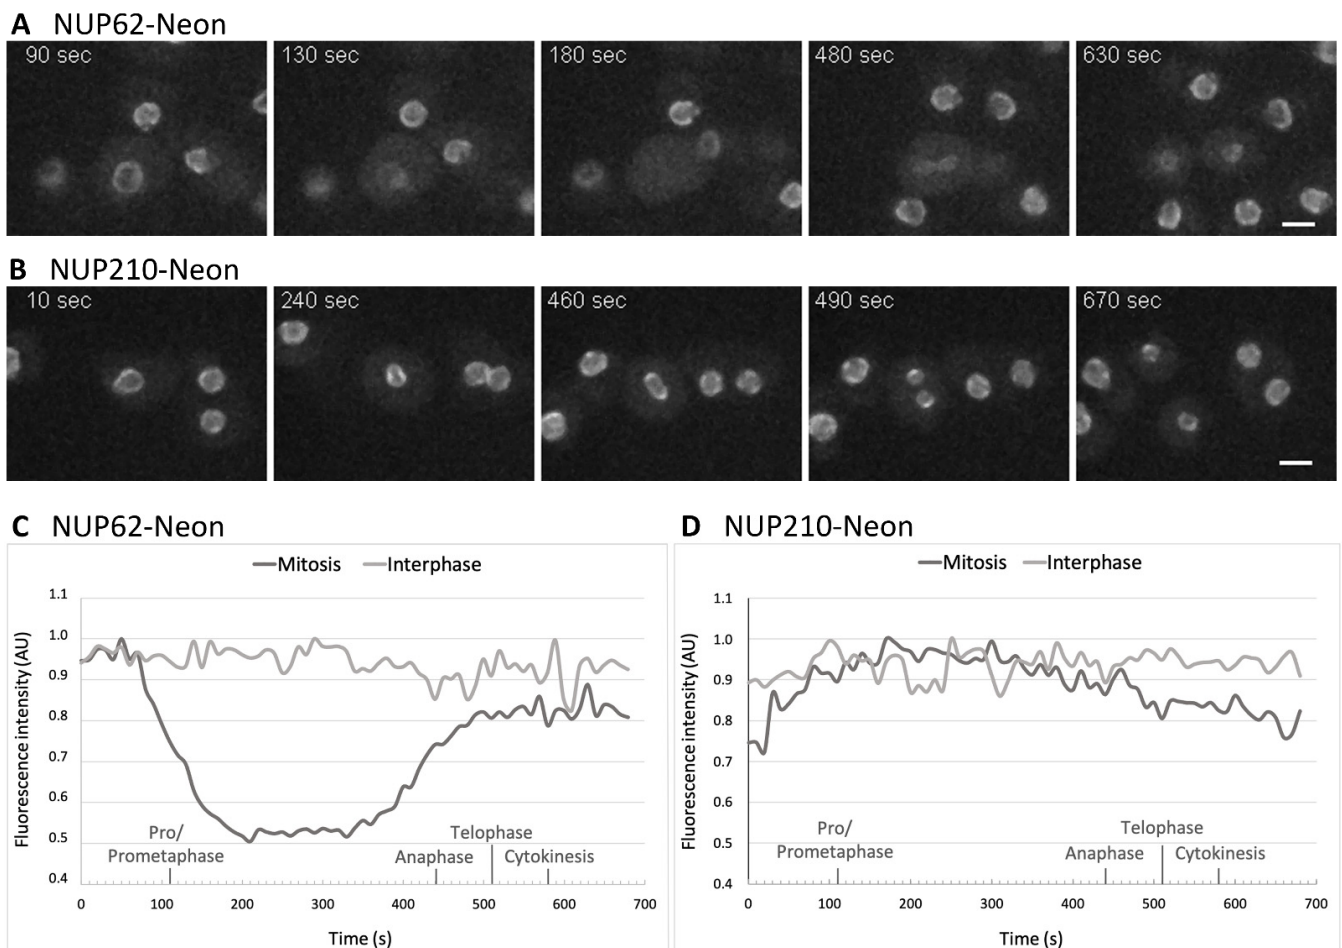 A NUP62-Neon
90 sec 130 sec 180 sec 480 sec 630 sec
B NUP210-Neon
10 sec 240 sec 460 sec 490 sec 670 sec
C NUP62-Neon
Mitosis Interphase
Fluorescence intensity (AU)
1.1
1.0
0.9
0.8
0.7
0.6
0.5
0.4
Pro/
Prometaphase
Telophase
Anaphase Cytokinesis
0 100 200 300 400 500 600 700
Time (s)
D NUP210-Neon
Mitosis Interphase
Fluorescence intensity (AU)
1.1
1.0
0.9
0.8
0.7
0.6
0.5
0.4
Pro/
Prometaphase
Telophase
Anaphase Cytokinesis
0 100 200 300 400 500 600 700
Time (s)